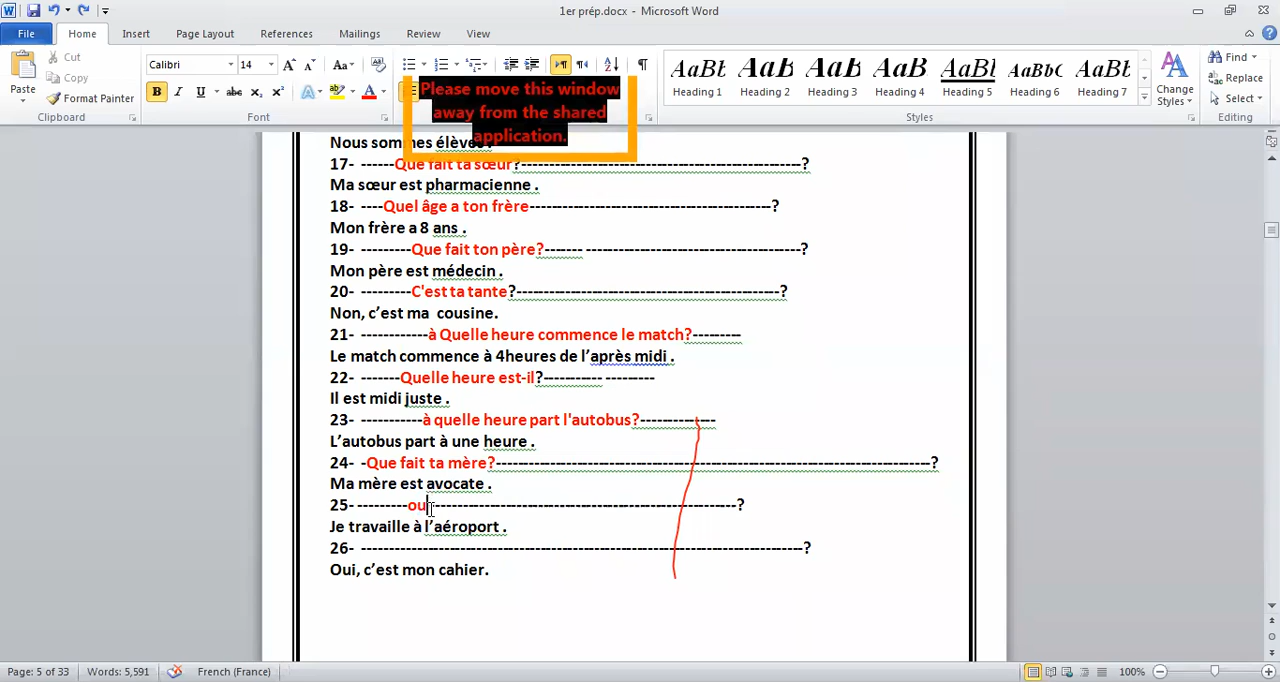 1er prép.docx - Microsoft Word
File Home Insert Page Layout References Mailings Review View
Paste Cut Copy Format Painter Clipboard
Calibri 14 Font
AaBb Heading 1 AaB Heading 2 AaBb Heading 3 AaBb Heading 4 AaBl Heading 5 AaBbC Heading 6 AaBb Heading 7 Change Styles Styles
Find Replace Select Editing
Please move this window
away from the shared
application.
Nous sommes élèves.
17- -------Que fait ta sœur?------------------------------------------------------------?
Ma sœur est pharmacienne .
18- ----Quel âge a ton frère---------------------------------------------------?
Mon frère a 8 ans .
19- ---------Que fait ton père?------- ---------------------------------------------?
Mon père est médecin .
20- ---------C'est ta tante?--------------------------------------------------------?
Non, c’est ma cousine.
21- ------------à Quelle heure commence le match?---------
Le match commence à 4heures de l’après midi .
22- -------Quelle heure est-il?----------- ---------
Il est midi juste .
23- -----------à quelle heure part l'autobus?--------------
L’autobus part à une heure .
24- -Que fait ta mère?----------------------------------------------------------------------------------------------?
Ma mère est avocate .
25- ---------ou----------------------------------------------------------------?
Je travaille à l’aéroport .
26- ----------------------------------------------------------------------------------------------?
Oui, c’est mon cahier.
Page: 5 of 33 Words: 5,591 French (France) 100%